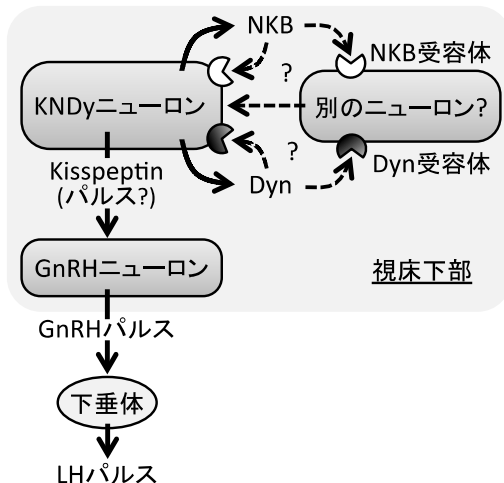 NKB
NKB受容体
?
KNDyニューロン
別のニューロン?
?
Dyn受容体
Kisspeptin
(パルス?)
Dyn
GnRHニューロン
視床下部
GnRHパルス
下垂体
LHパルス